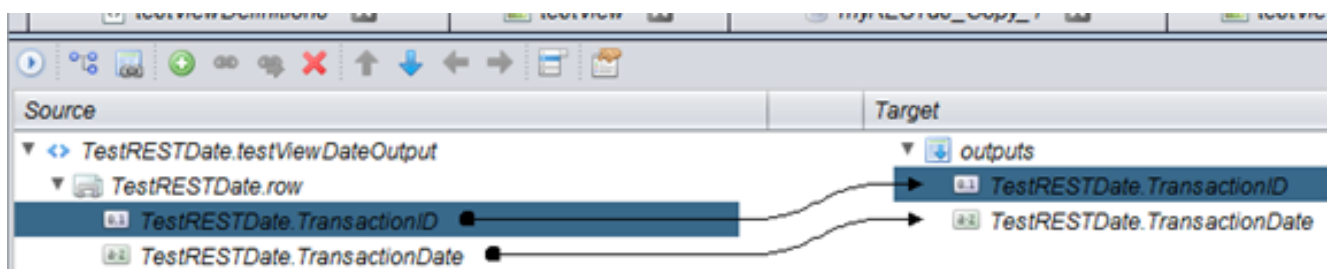 Source Target
TestRESTDate.testViewDateOutput outputs
TestRESTDate.row
TestRESTDate.TransactionID TestRESTDate.TransactionID
TestRESTDate.TransactionDate TestRESTDate.TransactionDate